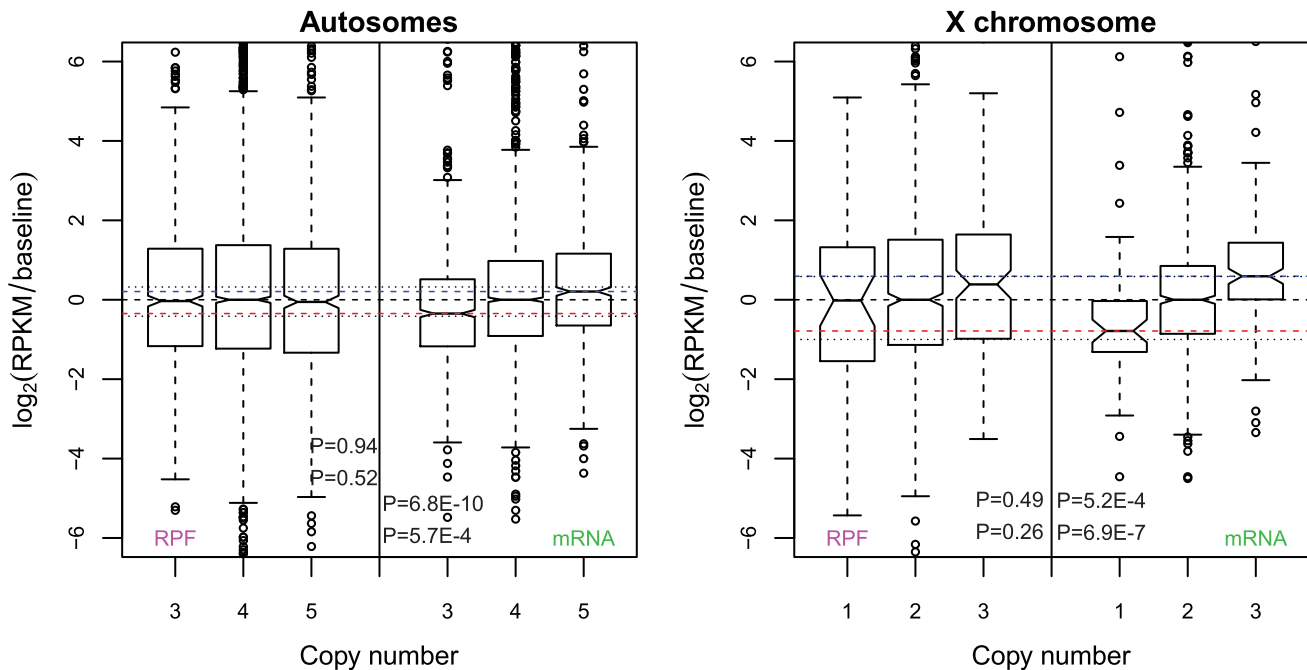 Autosomes
log2(RPKM/baseline)
6
4
2
0
−2
−4
−6
P=0.94
P=0.52
P=6.8E-10
P=5.7E-4
RPF
mRNA
3 4 5 3 4 5
Copy number
X chromosome
log2(RPKM/baseline)
6
4
2
0
−2
−4
−6
P=0.49
P=0.26
P=5.2E-4
P=6.9E-7
RPF
mRNA
1 2 3 1 2 3
Copy number